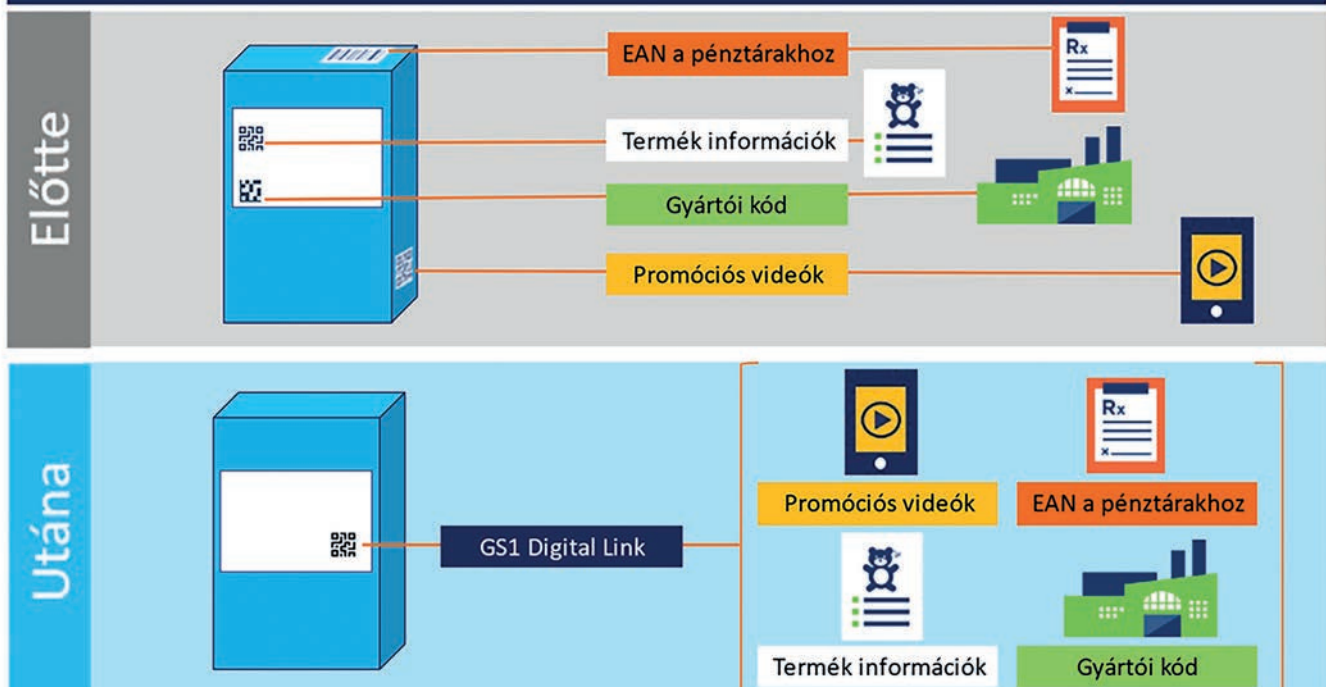 Előtte
EAN a pénztárakhoz
Rx
x
Termék információk
Gyártói kód
Promóciós videók
Utána
GS1 Digital Link
Rx
x
Promóciós videók
EAN a pénztárakhoz
Termék információk
Gyártói kód